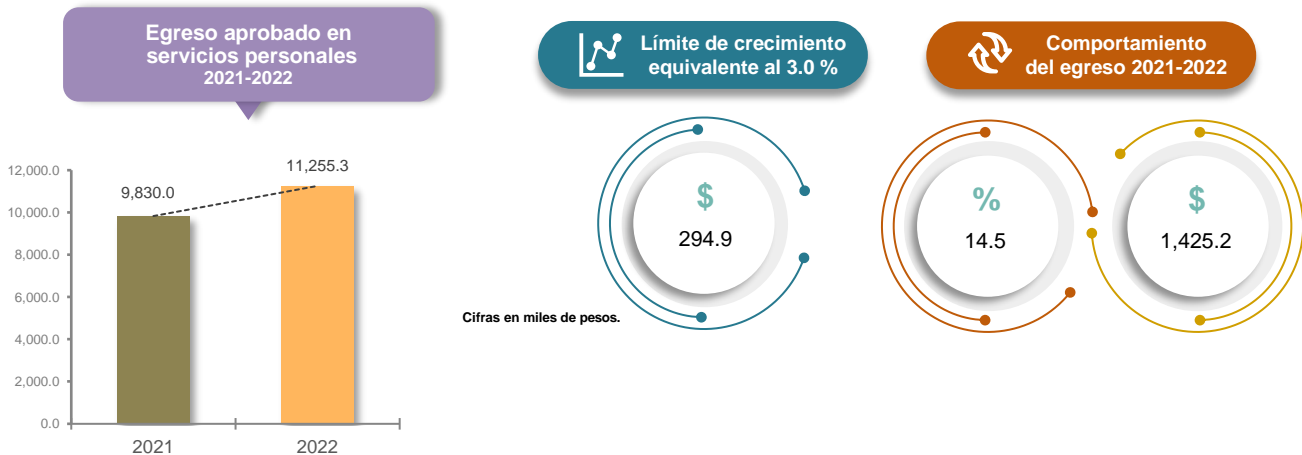 Egreso aprobado en
servicios personales
2021-2022
12,000.0
10,000.0
8,000.0
6,000.0
4,000.0
2,000.0
0.0
9,830.0
11,255.3
2021
2022
Límite de crecimiento
equivalente al 3.0 %
$
294.9
Cifras en miles de pesos.
Comportamiento
del egreso 2021-2022
%
14.5
$
1,425.2